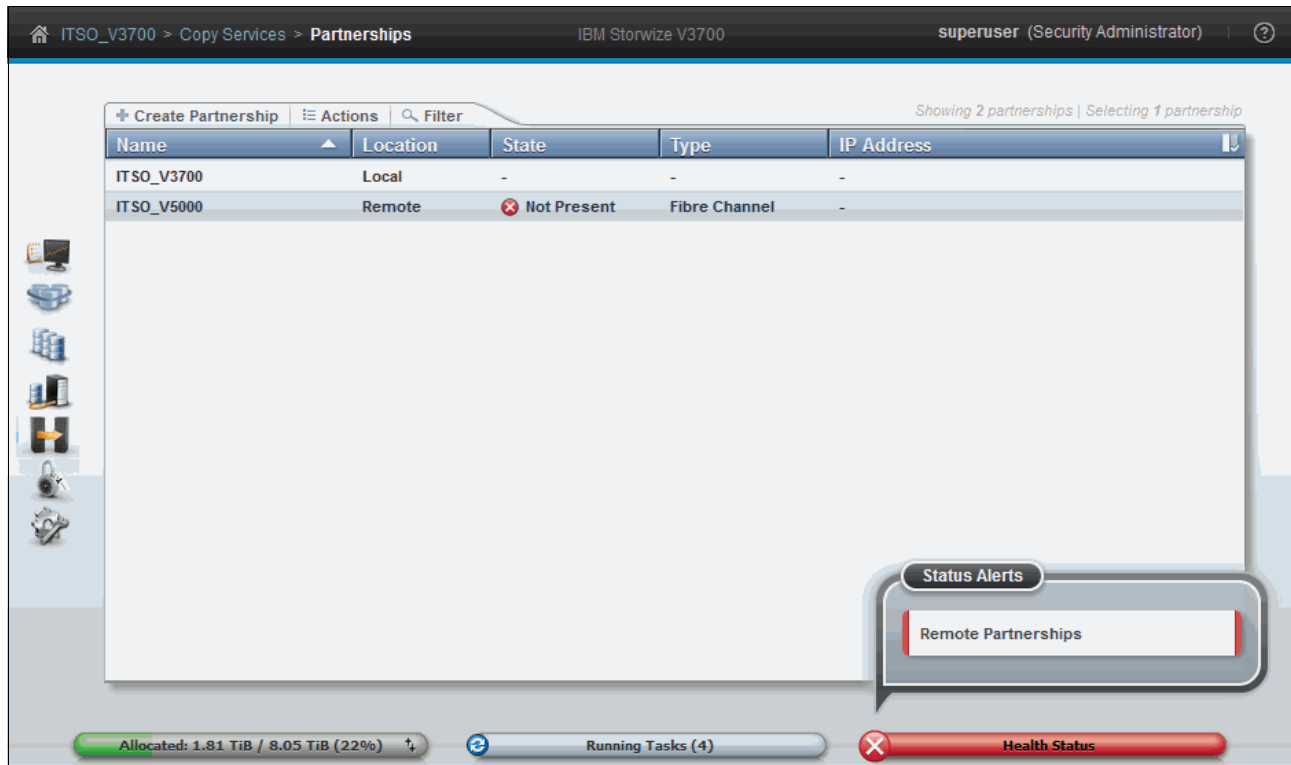 ITSO_V3700 > Copy Services > Partnerships IBM Storwize V3700 superuser (Security Administrator) | ?
Create Partnership Actions Filter Showing 2 partnerships | Selecting 1 partnership
Name Location State Type IP Address
ITSO_V3700 Local - - -
ITSO_V5000 Remote Not Present Fibre Channel -
Status Alerts
Remote Partnerships
Allocated: 1.81 TiB / 8.05 TiB (22%) Running Tasks (4) Health Status